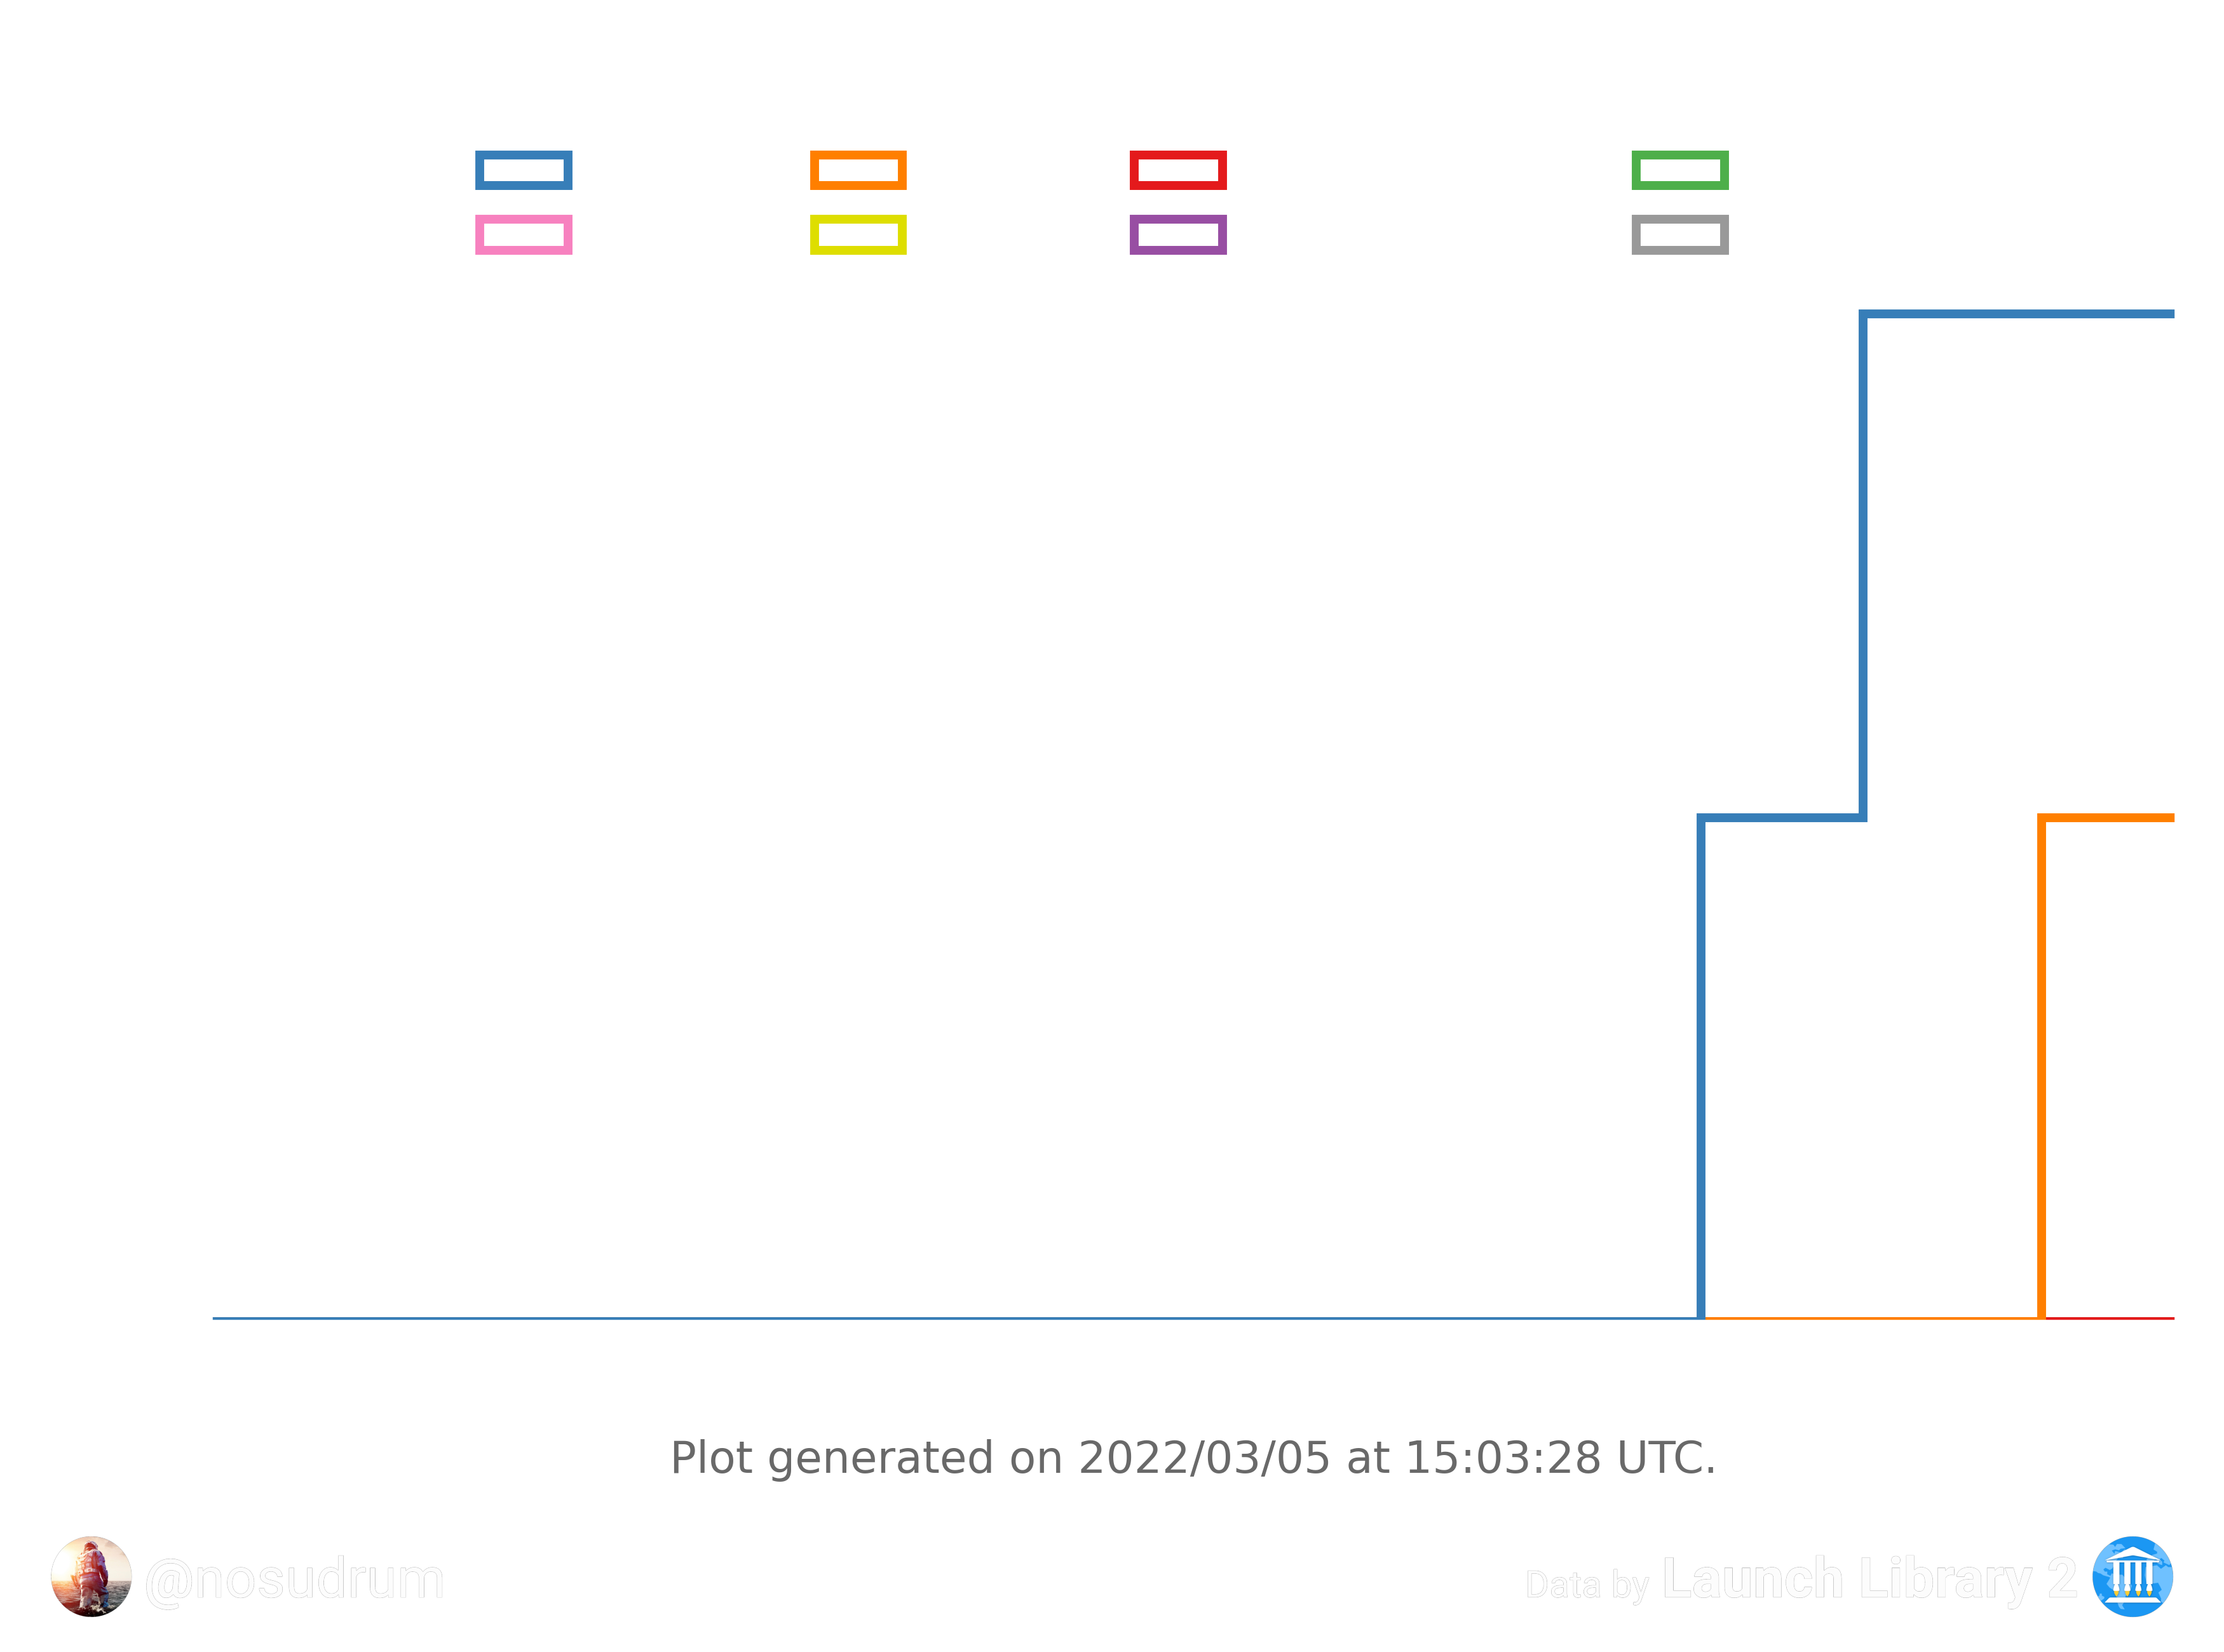 Plot generated on 2022/03/05 at 15:03:28 UTC.
@nosudrum
Data by Launch Library 2